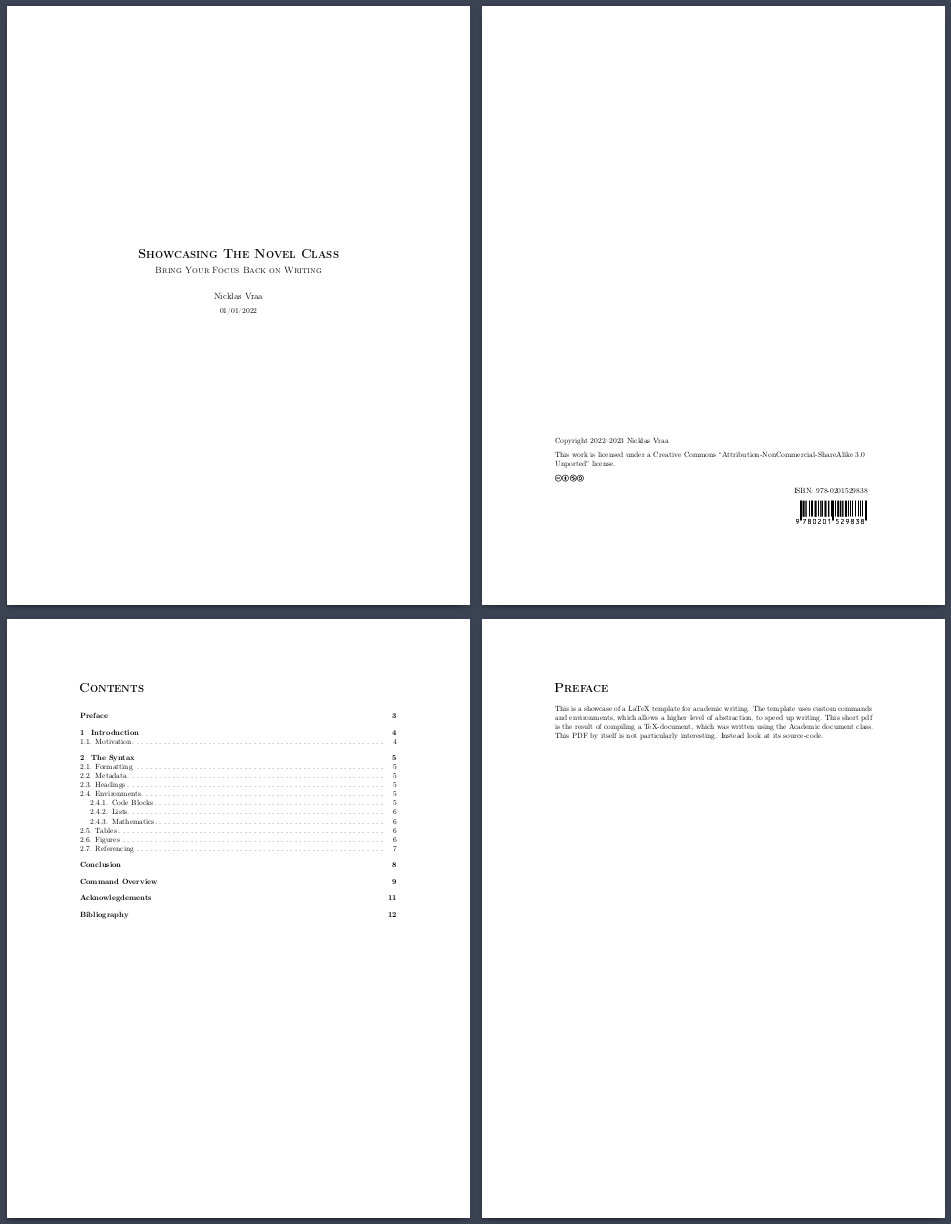 Showcasing The Novel Class
Bring Your Focus Back on Writing
Nicklas Vraa
01/01/2022
Copyright 2022–2023 Nicklas Vraa
This work is licensed under a Creative Commons “Attribution-NonCommercial-ShareAlike 3.0
Unported” license.
ISBN: 978-0201529838
9 780201 529838
Contents
Preface 3
1 Introduction 4
1.1. Motivation 4
2 The Syntax 5
2.1. Formatting 5
2.2. Metadata 5
2.3. Headings 5
2.4. Environments 5
2.4.1. Code Blocks 5
2.4.2. Lists 6
2.4.3. Mathematics 6
2.5. Tables 6
2.6. Figures 6
2.7. Referencing 7
Conclusion 8
Command Overview 9
Acknowlegdements 11
Bibliography 12
Preface
This is a showcase of a LaTeX template for academic writing. The template uses custom commands
and environments, which allows a higher level of abstraction, to speed up writing. This short pdf
is the result of compiling a TeX-document, which was written using the Academic document class.
This PDF by itself is not particularly interesting. Instead look at its source-code.